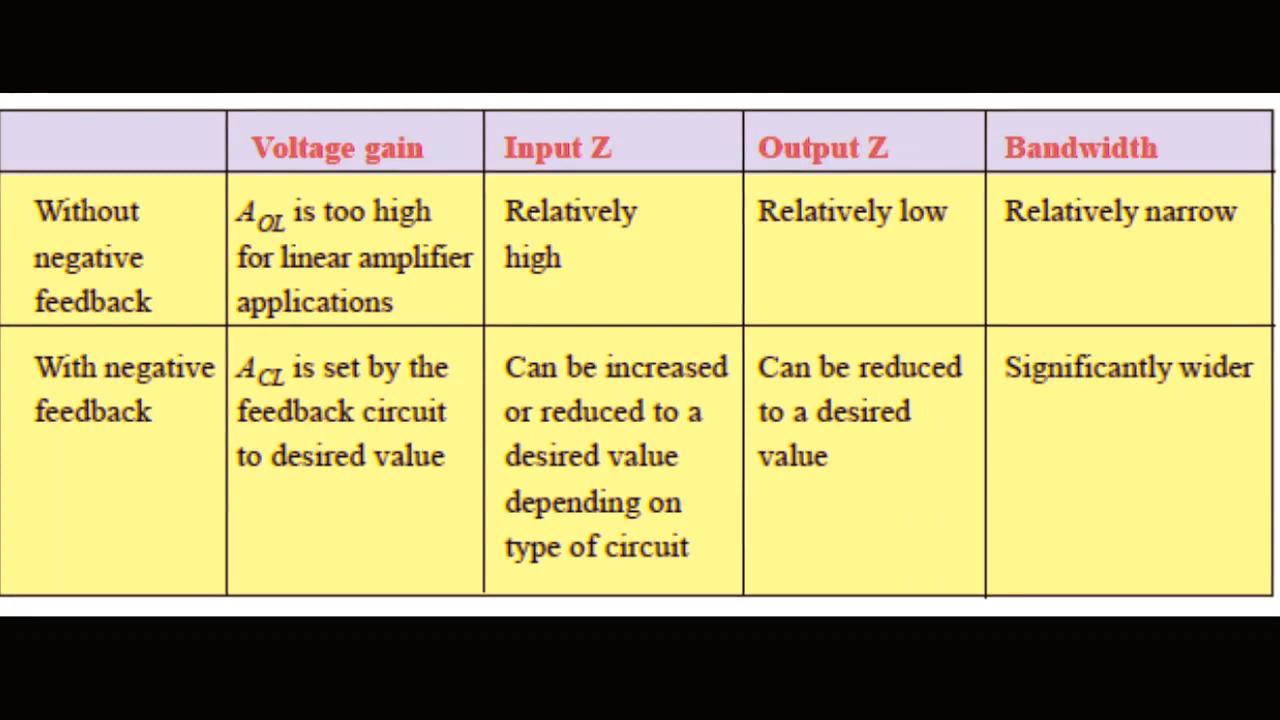 Voltage gain
Input Z
Output Z
Bandwidth
Without
negative
feedback
A_OL is too high
for linear amplifier
applications
Relatively
high
Relatively low
Relatively narrow
With negative
feedback
A_CL is set by the
feedback circuit
to desired value
Can be increased
or reduced to a
desired value
depending on
type of circuit
Can be reduced
to a desired
value
Significantly wider